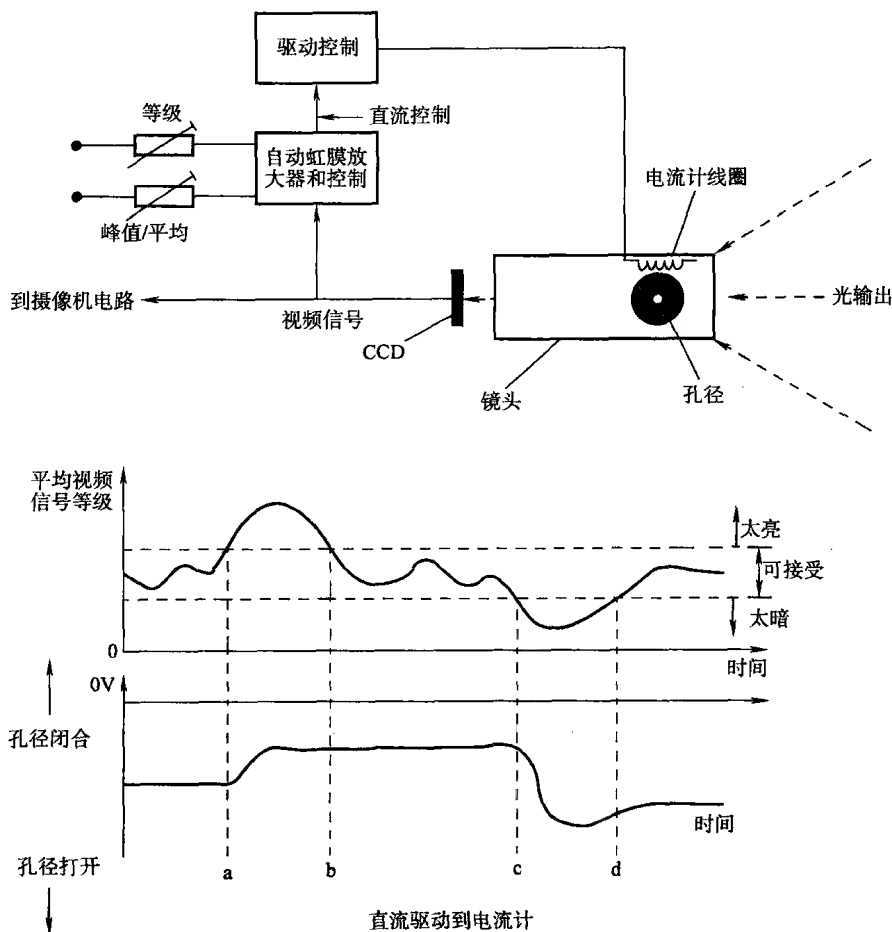 驱动控制
直流控制
等级
自动虹膜放
大器和控制
峰值/平均
电流计线圈
到摄像机电路
视频信号
CCD
光输出
镜头
孔径
平均视频
信号等级
太亮
可接受
太暗
0
时间
0V
孔径闭合
时间
孔径打开
a
b
c
d
直流驱动到电流计